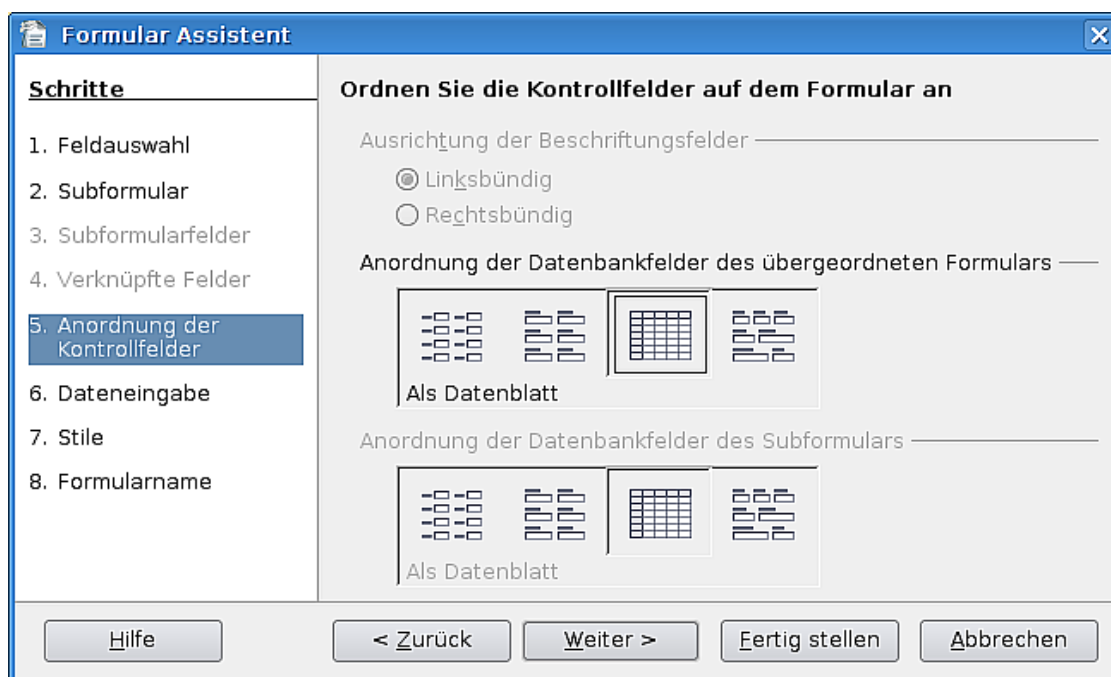 Formular Assistent
Schritte
1. Feldauswahl
2. Subformular
3. Subformularfelder
4. Verknüpfte Felder
5. Anordnung der
Kontrollfelder
6. Dateneingabe
7. Stile
8. Formularname
Ordnen Sie die Kontrollfelder auf dem Formular an
Ausrichtung der Beschriftungsfelder
Linksbündig
Rechtsbündig
Anordnung der Datenbankfelder des übergeordneten Formulars
Als Datenblatt
Anordnung der Datenbankfelder des Subformulars
Als Datenblatt
Hilfe
< Zurück
Weiter >
Fertig stellen
Abbrechen